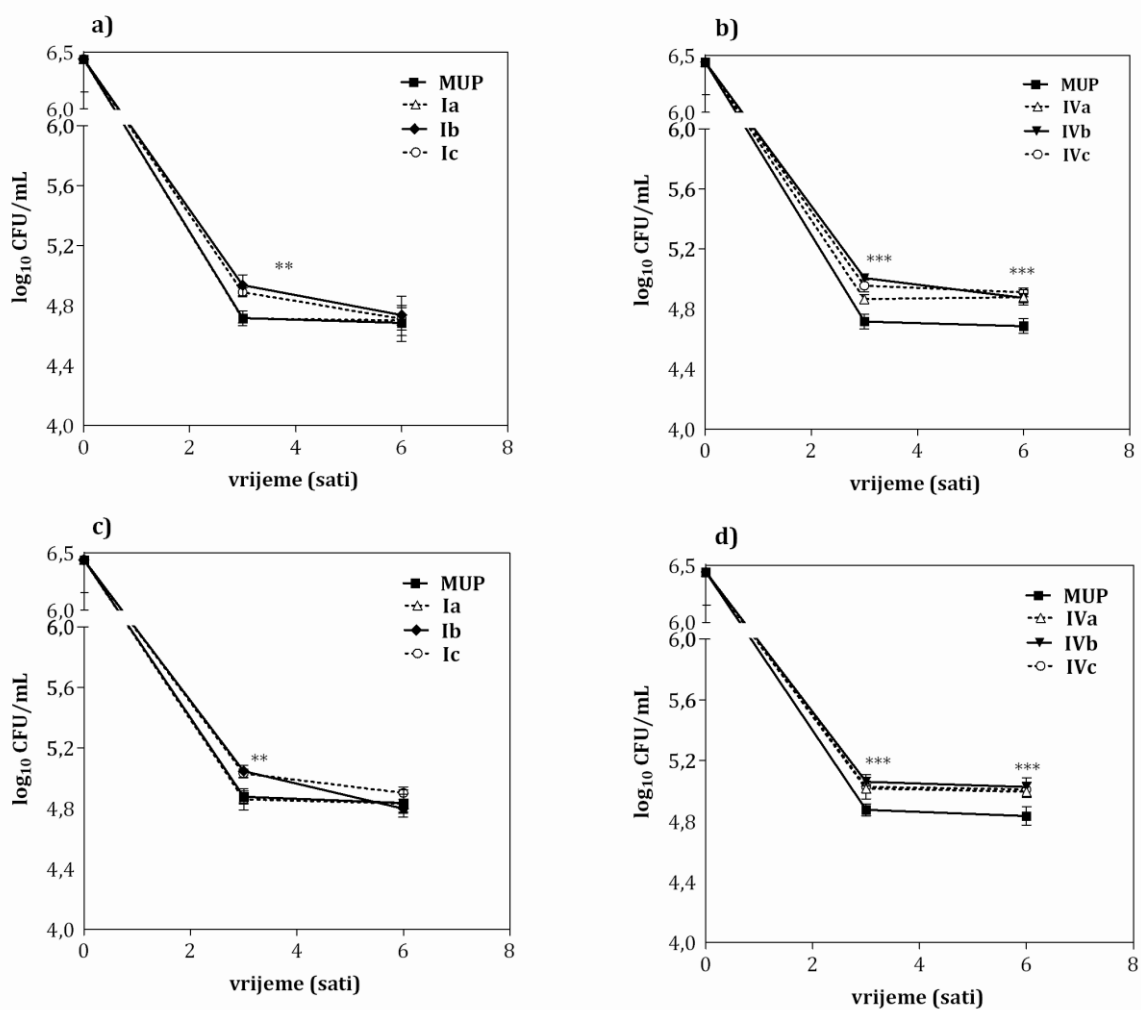 a)
6,5
6,0
6,0
5,6
5,2
4,8
4,4
4,0
log₁₀ CFU/mL
MUP
Ia
Ib
Ic
**
0 2 4 6 8
vrijeme (sati)
b)
6,5
6,0
6,0
5,6
5,2
4,8
4,4
4,0
log₁₀ CFU/mL
MUP
IVa
IVb
IVc
*** ***
0 2 4 6 8
vrijeme (sati)
c)
6,5
6,0
6,0
5,6
5,2
4,8
4,4
4,0
log₁₀ CFU/mL
MUP
Ia
Ib
Ic
**
0 2 4 6 8
vrijeme (sati)
d)
6,5
6,0
6,0
5,6
5,2
4,8
4,4
4,0
log₁₀ CFU/mL
MUP
IVa
IVb
IVc
*** ***
0 2 4 6 8
vrijeme (sati)